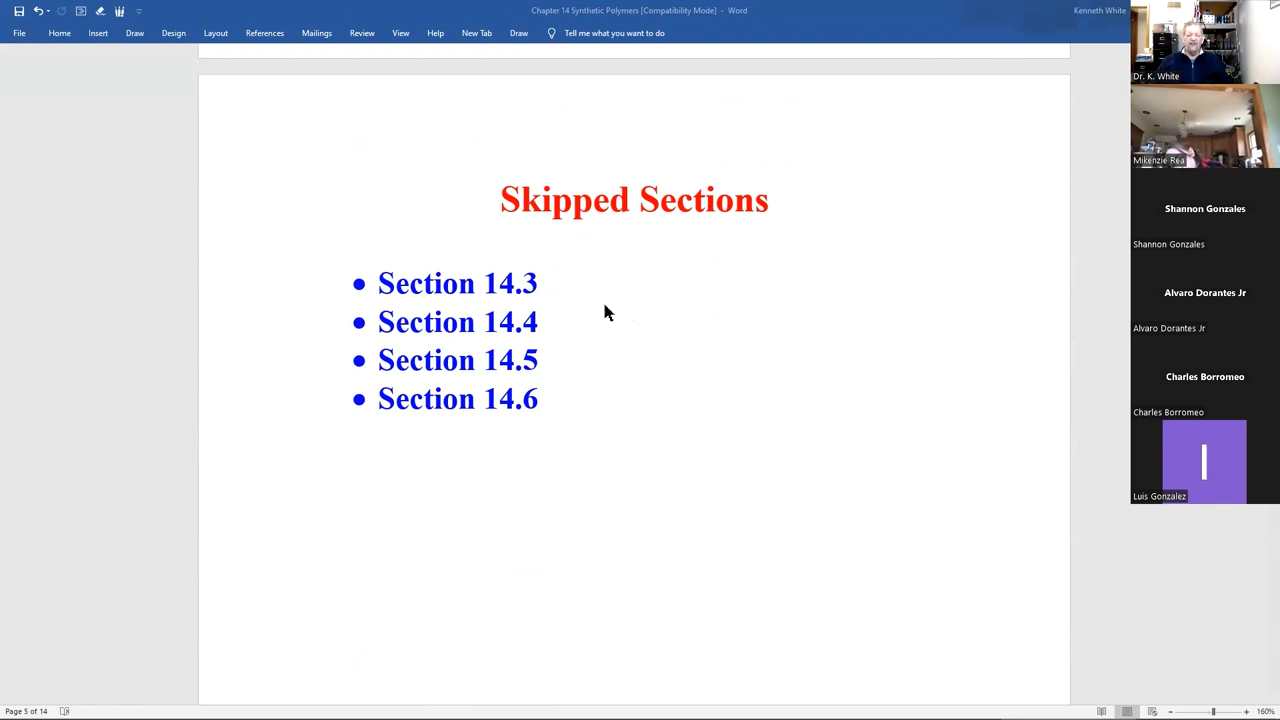 Chapter 14 Synthetic Polymers [Compatibility Mode] - Word
Kenneth White
File Home Insert Draw Design Layout References Mailings Review View Help New Tab Draw Tell me what you want to do
Skipped Sections
• Section 14.3
• Section 14.4
• Section 14.5
• Section 14.6
Dr. K. White
Mikenzie Rea
Shannon Gonzales
Shannon Gonzales
Alvaro Dorantes Jr
Alvaro Dorantes Jr
Charles Borromeo
Charles Borromeo
l
Luis Gonzalez
Page 5 of 14
160%